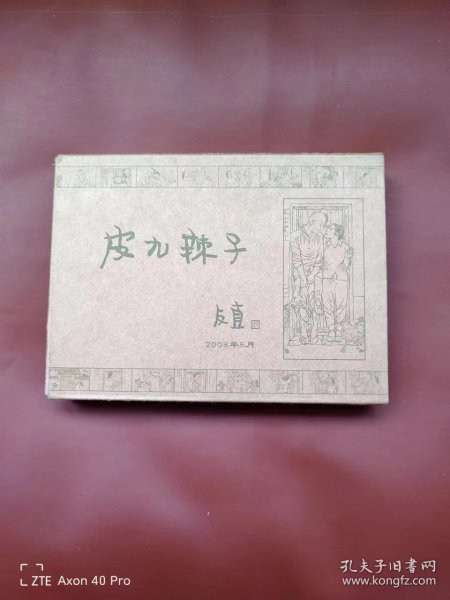 皮九辣子
友直
2008年5月
ZTE Axon 40 Pro
孔夫子旧书网
www.kongfz.com